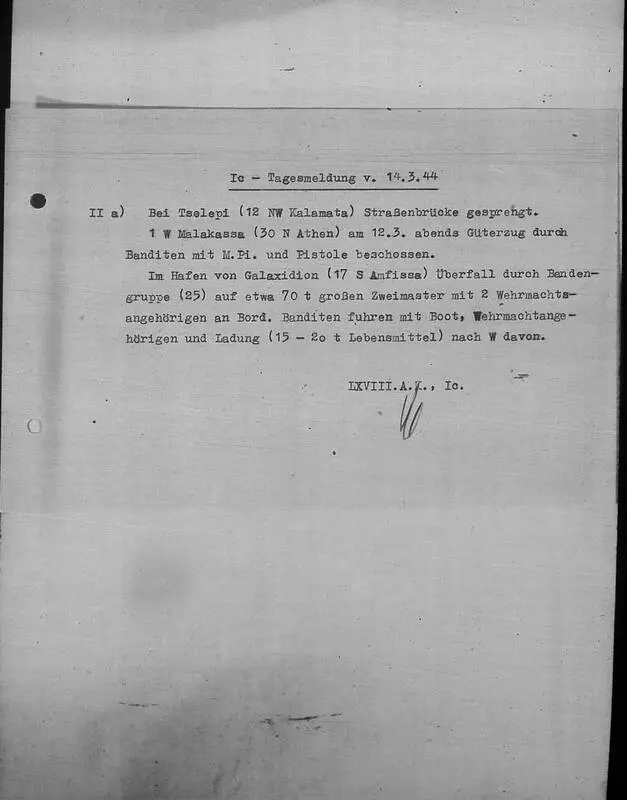 Ic - Tagesmeldung v. 14.3.44
II a) Bei Tselepi (12 NW Kalamata) Straßenbrücke gesprengt.
1 W Malakassa (30 N Athen) am 12.3. abends Güterzug durch
Banditen mit M.Pi. und Pistole beschossen.
Im Hafen von Galaxidion (17 S Amfissa) Überfall durch Banden-
gruppe (25) auf etwa 70 t großen Zweimaster mit 2 Wehrmachts-
angehörigen an Bord. Banditen fuhren mit Boot, Wehrmachtange-
hörigen und Ladung (15 - 2o t Lebensmittel) nach W davon.
LXVIII.A.K., Ic.